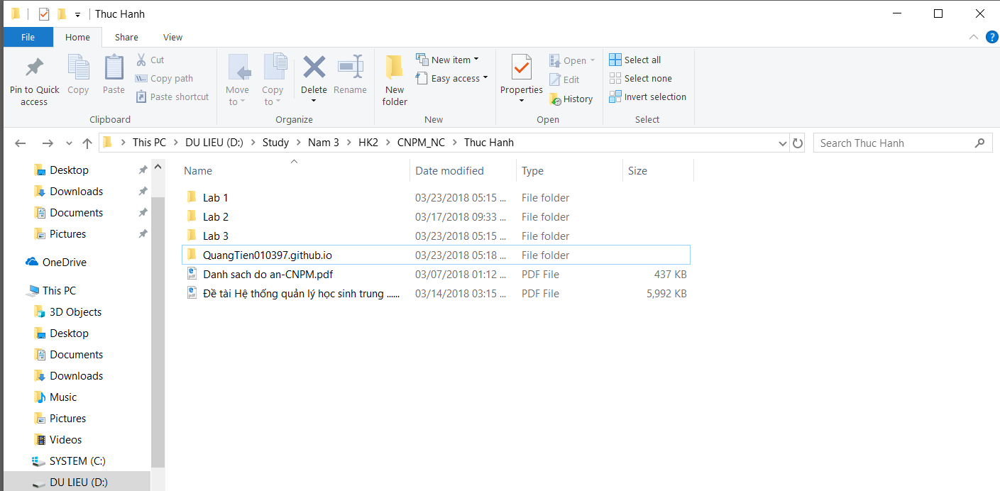 Thuc Hanh
File Home Share View
Pin to Quick access
Copy
Paste
Cut
Copy path
Paste shortcut
Clipboard
Move to
Copy to
Delete
Rename
Organize
New folder
New item
Easy access
New
Properties
Open
Edit
History
Open
Select all
Select none
Invert selection
Select
This PC > DU LIEU (D:) > Study > Nam 3 > HK2 > CNPM_NC > Thuc Hanh
Search Thuc Hanh
Desktop
Downloads
Documents
Pictures
OneDrive
This PC
3D Objects
Desktop
Documents
Downloads
Music
Pictures
Videos
SYSTEM (C:)
DU LIEU (D:)
Name Date modified Type Size
Lab 1 03/23/2018 05:15 ... File folder
Lab 2 03/17/2018 09:33 ... File folder
Lab 3 03/23/2018 05:15 ... File folder
QuangTien010397.github.io 03/23/2018 05:18 ... File folder
Danh sach do an-CNPM.pdf 03/07/2018 01:12 ... PDF File 437 KB
Đề tài Hệ thống quản lý học sinh trung ...... 03/14/2018 03:15 ... PDF File 5,992 KB